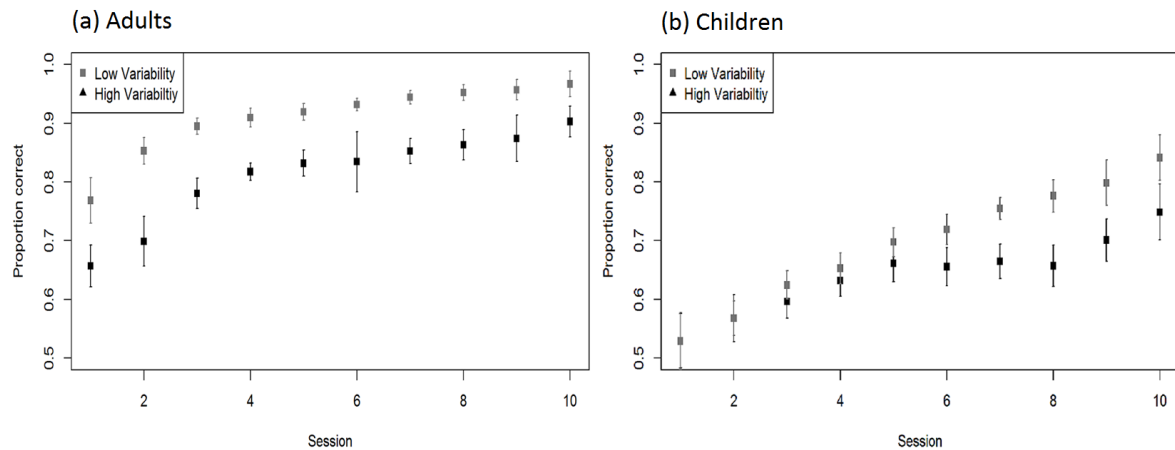 (a) Adults
Low Variability
High Variabiltiy
Proportion correct
1.0
0.9
0.8
0.7
0.6
0.5
2 4 6 8 10
Session
(b) Children
Low Variability
High Variabiltiy
Proportion correct
1.0
0.9
0.8
0.7
0.6
0.5
2 4 6 8 10
Session